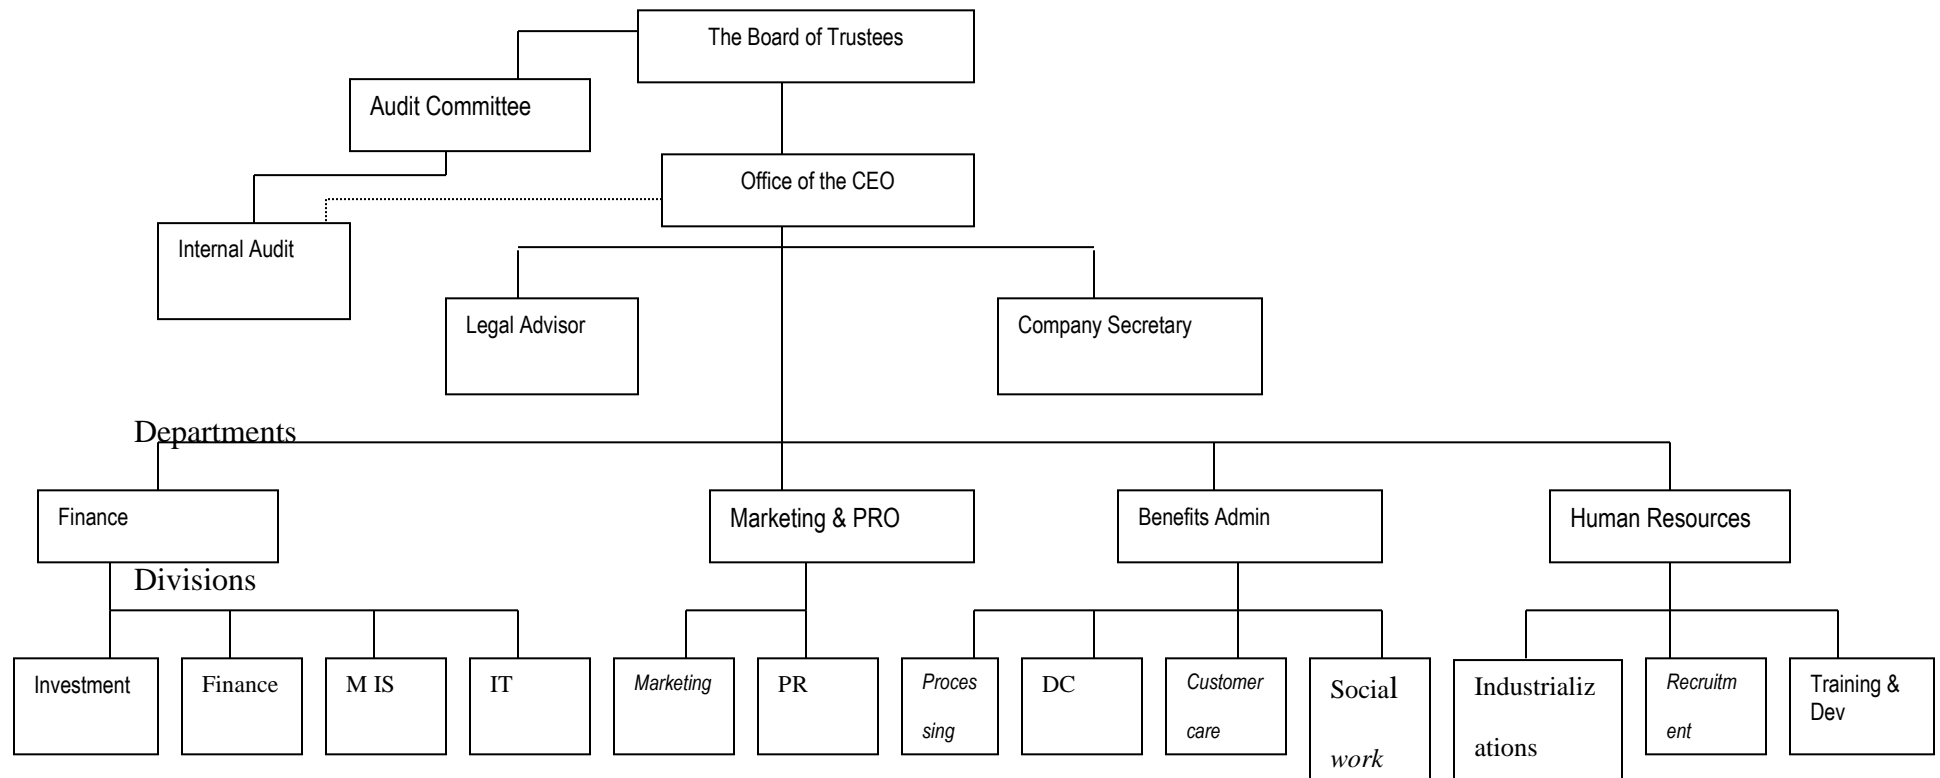 The Board of Trustees
Audit Committee
Office of the CEO
Internal Audit
Legal Advisor
Company Secretary
Departments
Finance
Marketing & PRO
Benefits Admin
Human Resources
Divisions
Investment
Finance
M IS
IT
Marketing
PR
Proces
sing
DC
Customer
care
Social
work
Industrializ
ations
Recruitm
ent
Training &
Dev